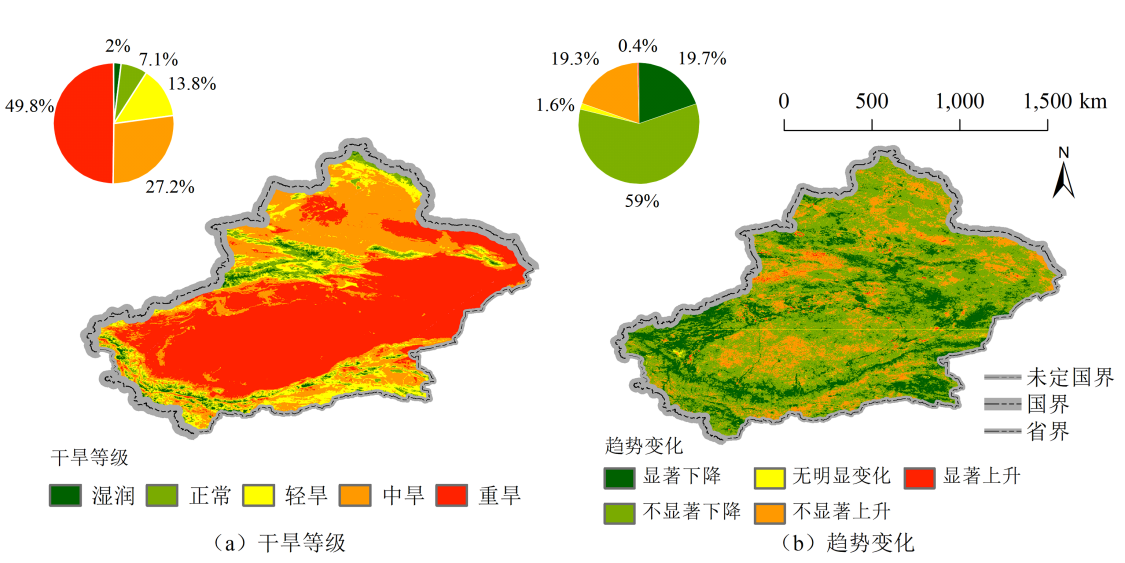 2%
7.1%
13.8%
49.8%
27.2%
0.4%
19.3%
19.7%
1.6%
59%
0 500 1,000 1,500 km
N
未定国界
国界
省界
干旱等级
湿润 正常 轻旱 中旱 重旱
(a)干旱等级
趋势变化
显著下降 无明显变化 显著上升
不显著下降 不显著上升
(b)趋势变化